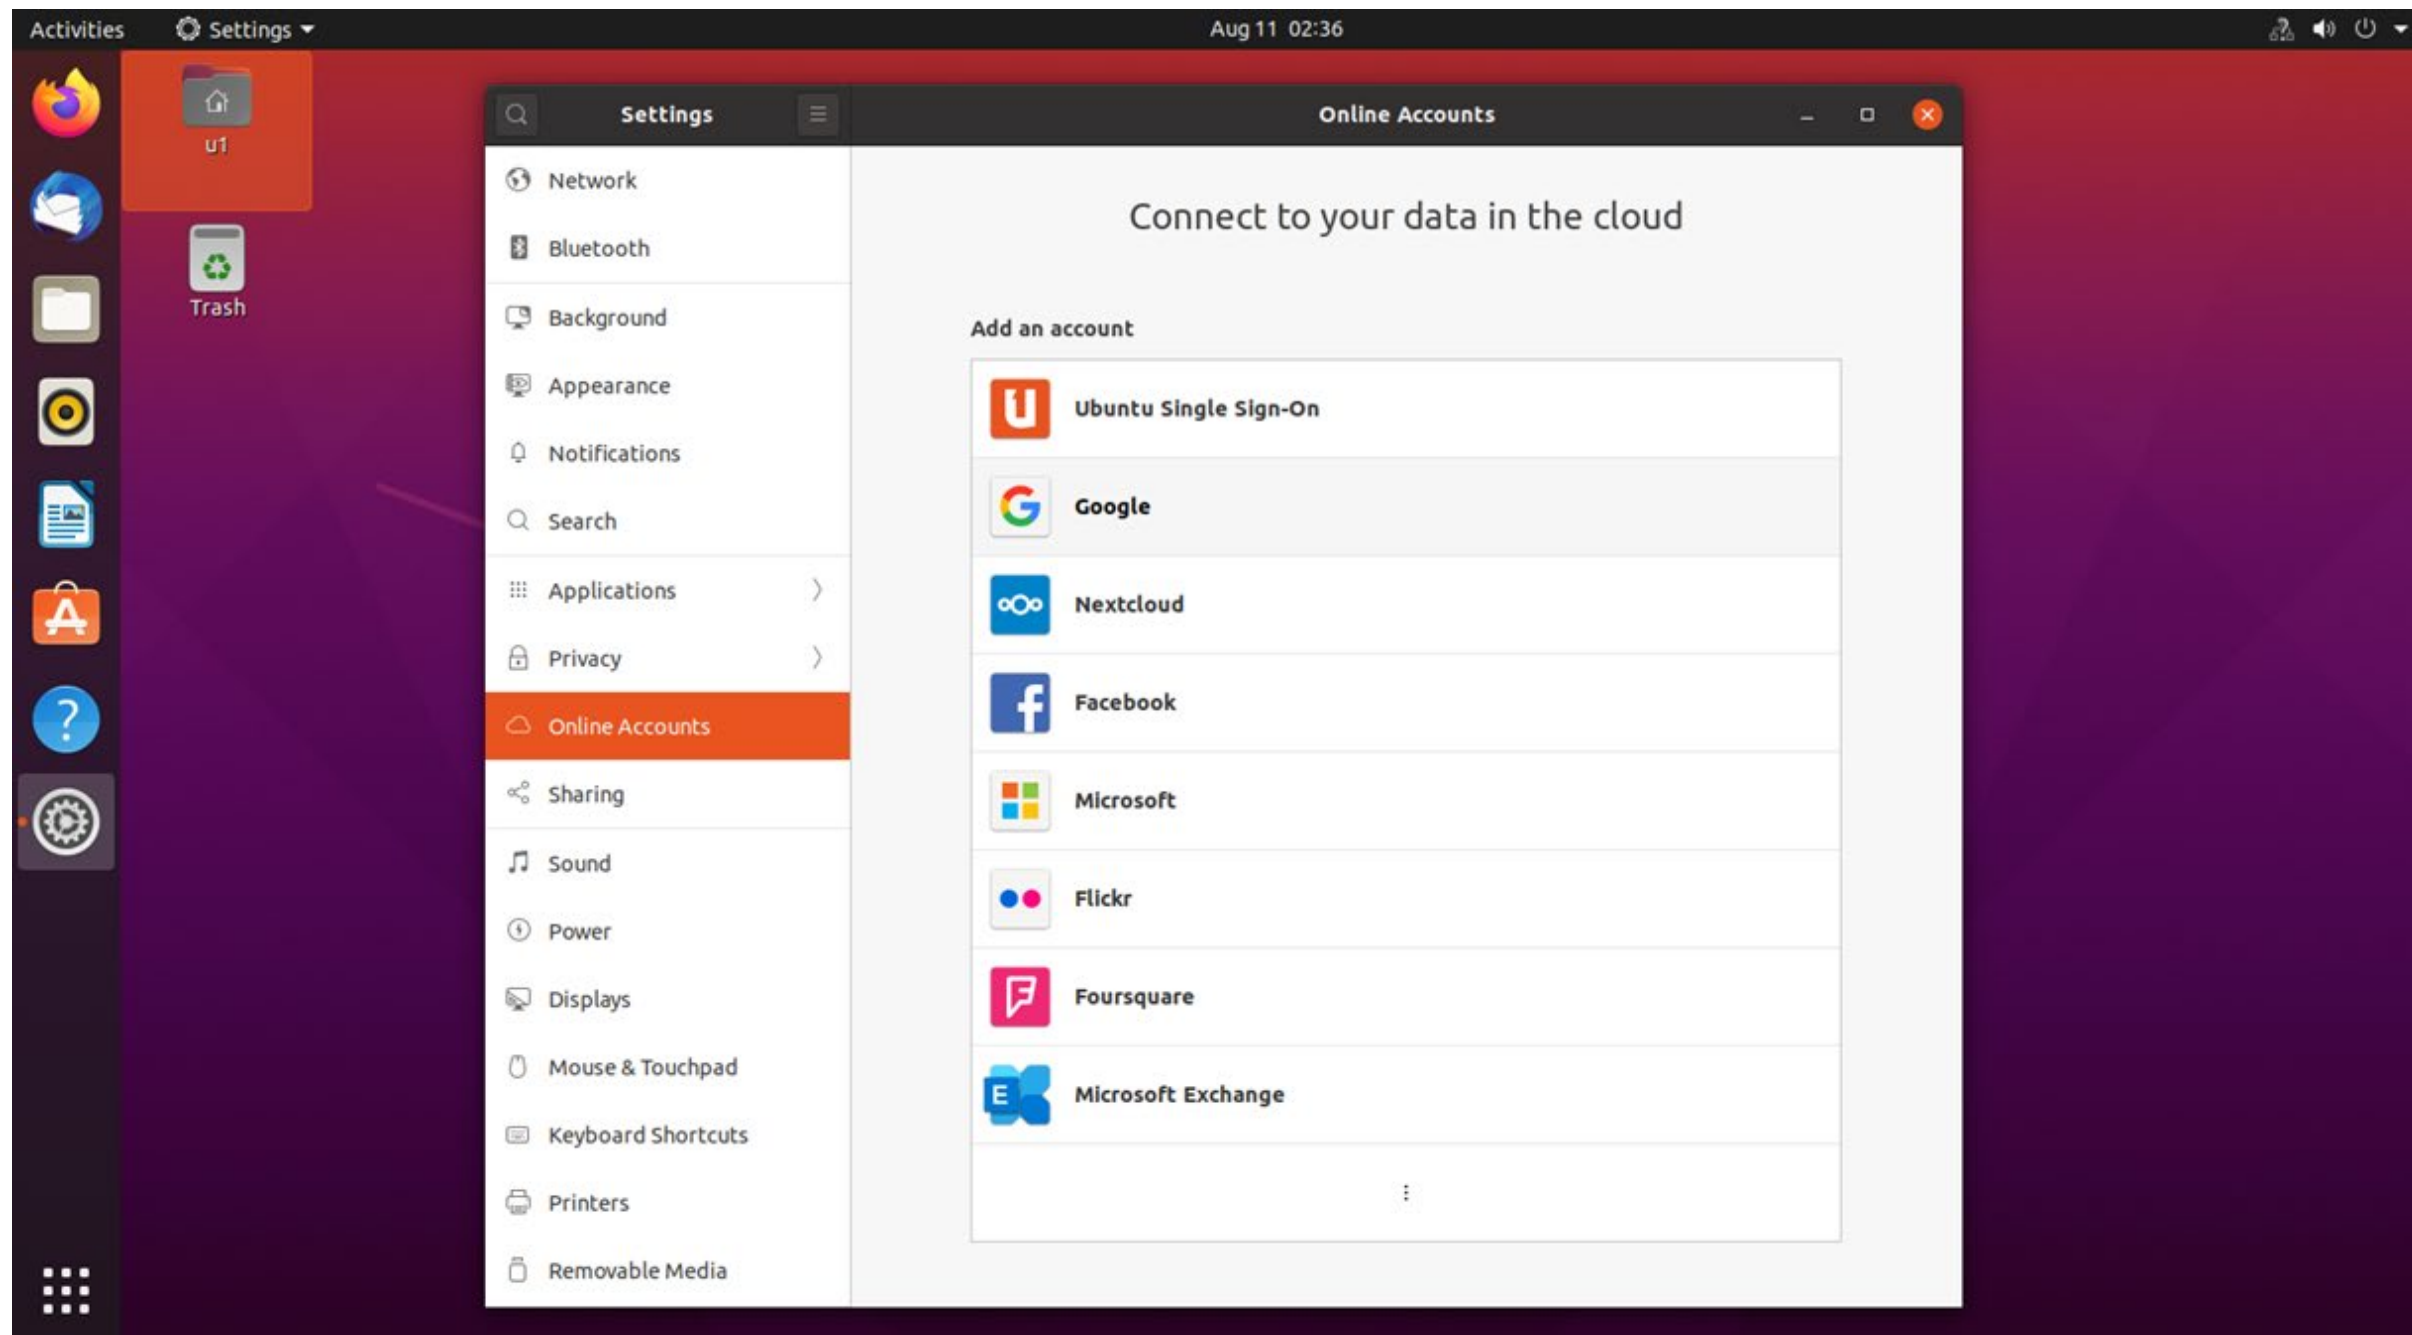 Activities
Settings
Aug 11 02:36
u1
Trash
Settings
Online Accounts
Network
Bluetooth
Background
Appearance
Notifications
Search
Applications
Privacy
Online Accounts
Sharing
Sound
Power
Displays
Mouse & Touchpad
Keyboard Shortcuts
Printers
Removable Media
Connect to your data in the cloud
Add an account
Ubuntu Single Sign-On
Google
Nextcloud
Facebook
Microsoft
Flickr
Foursquare
Microsoft Exchange